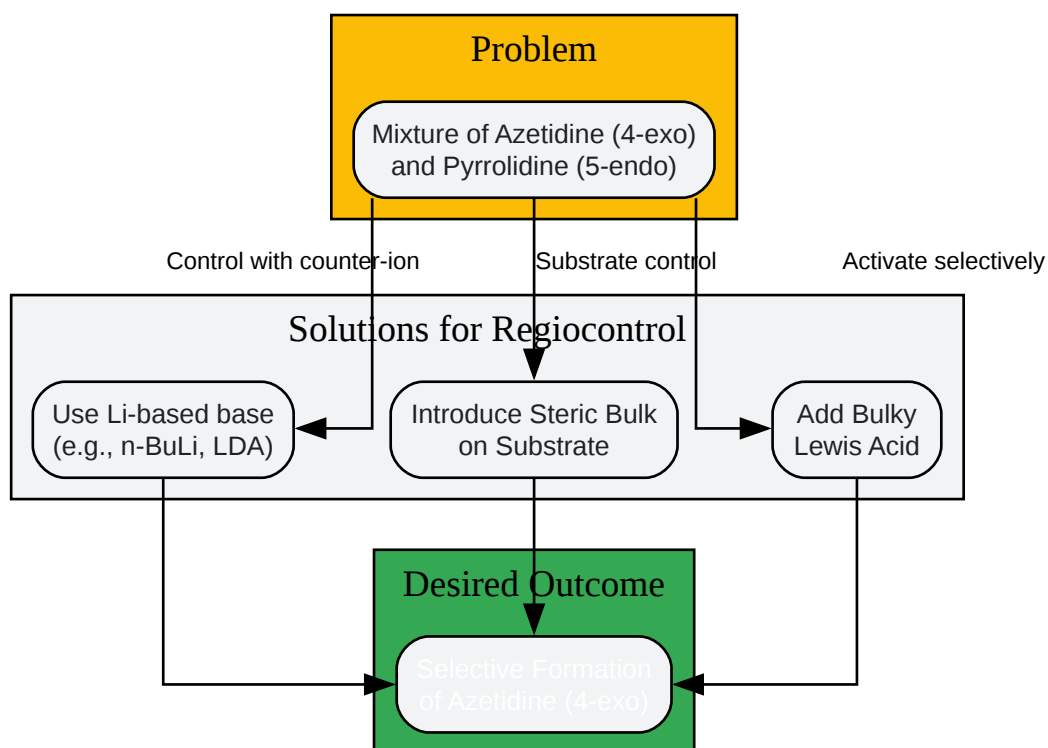 Problem
Mixture of Azetidine (4-exo)
and Pyrrolidine (5-endo)
Control with counter-ion
Substrate control
Activate selectively
Solutions for Regiocontrol
Use Li-based base
(e.g., n-BuLi, LDA)
Introduce Steric Bulk
on Substrate
Add Bulky
Lewis Acid
Desired Outcome
Selective Formation
of Azetidine (4-exo)